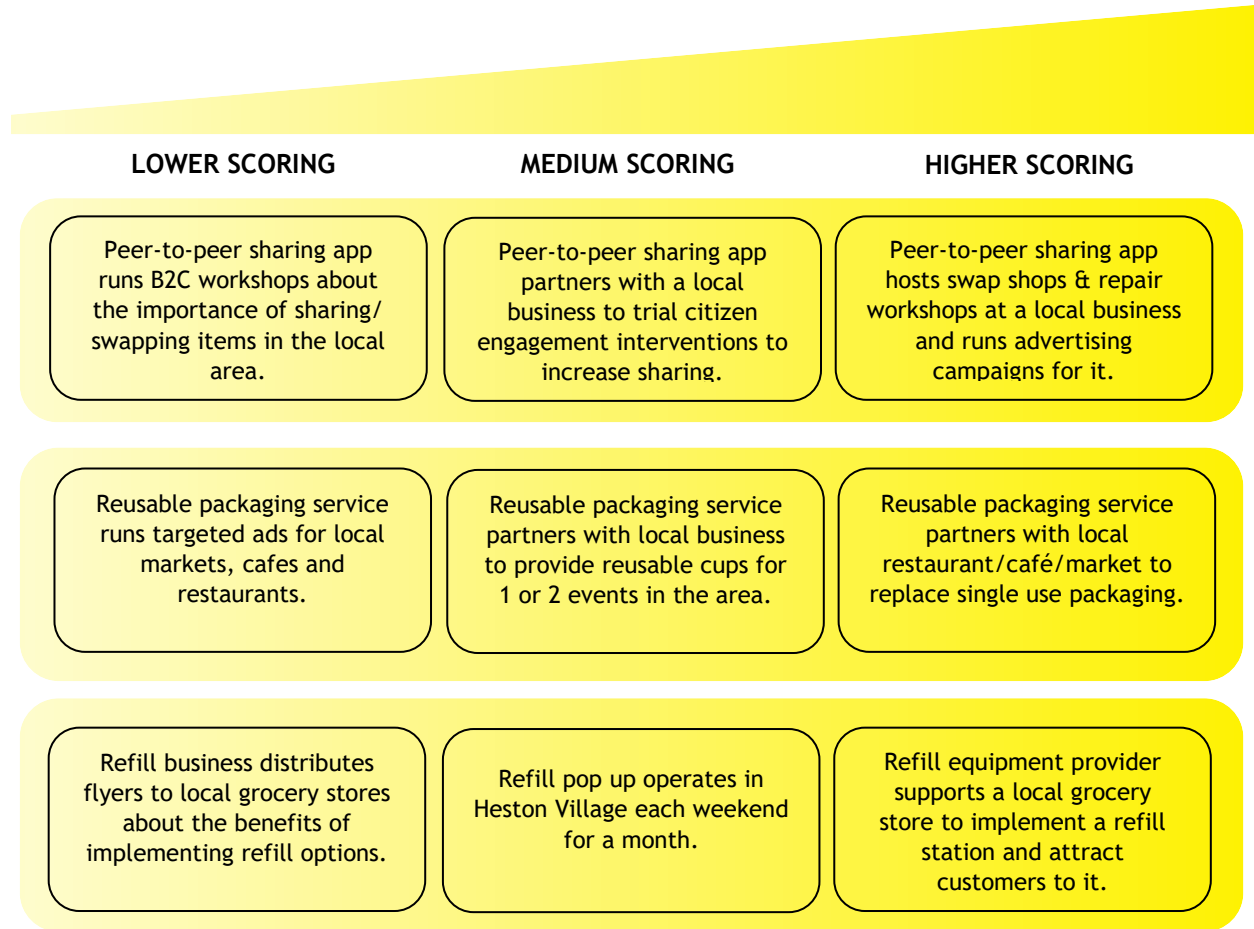 LOWER SCORING
MEDIUM SCORING
HIGHER SCORING
Peer-to-peer sharing app
runs B2C workshops about
the importance of sharing/
swapping items in the local
area.
Peer-to-peer sharing app
partners with a local
business to trial citizen
engagement interventions to
increase sharing.
Peer-to-peer sharing app
hosts swap shops & repair
workshops at a local business
and runs advertising
campaigns for it.
Reusable packaging service
runs targeted ads for local
markets, cafes and
restaurants.
Reusable packaging service
partners with local business
to provide reusable cups for
1 or 2 events in the area.
Reusable packaging service
partners with local
restaurant/café/market to
replace single use packaging.
Refill business distributes
flyers to local grocery stores
about the benefits of
implementing refill options.
Refill pop up operates in
Heston Village each weekend
for a month.
Refill equipment provider
supports a local grocery
store to implement a refill
station and attract
customers to it.